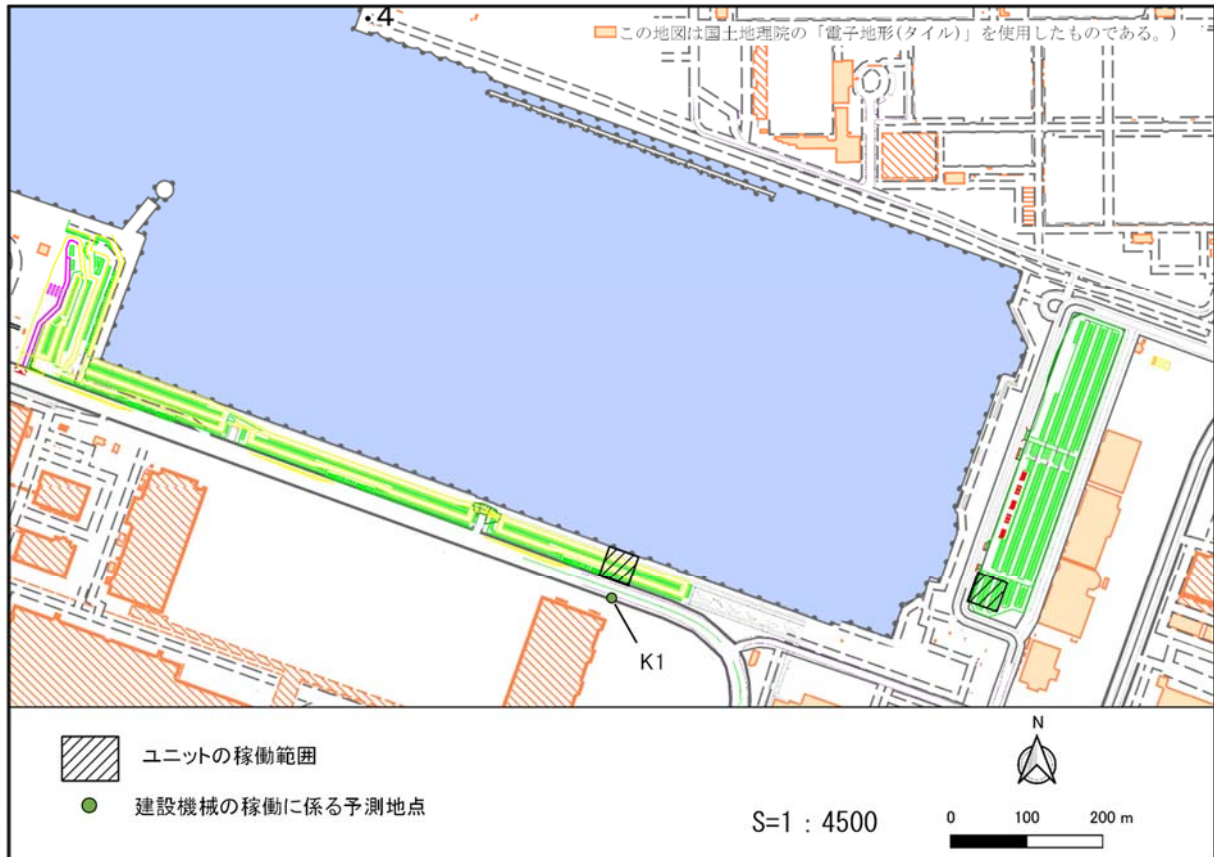 4
この地図は国土地理院の「電子地形(タイル)」を使用したものである。)
K1
ユニットの稼働範囲
建設機械の稼働に係る予測地点
N
S=1 : 4500
0 100 200 m